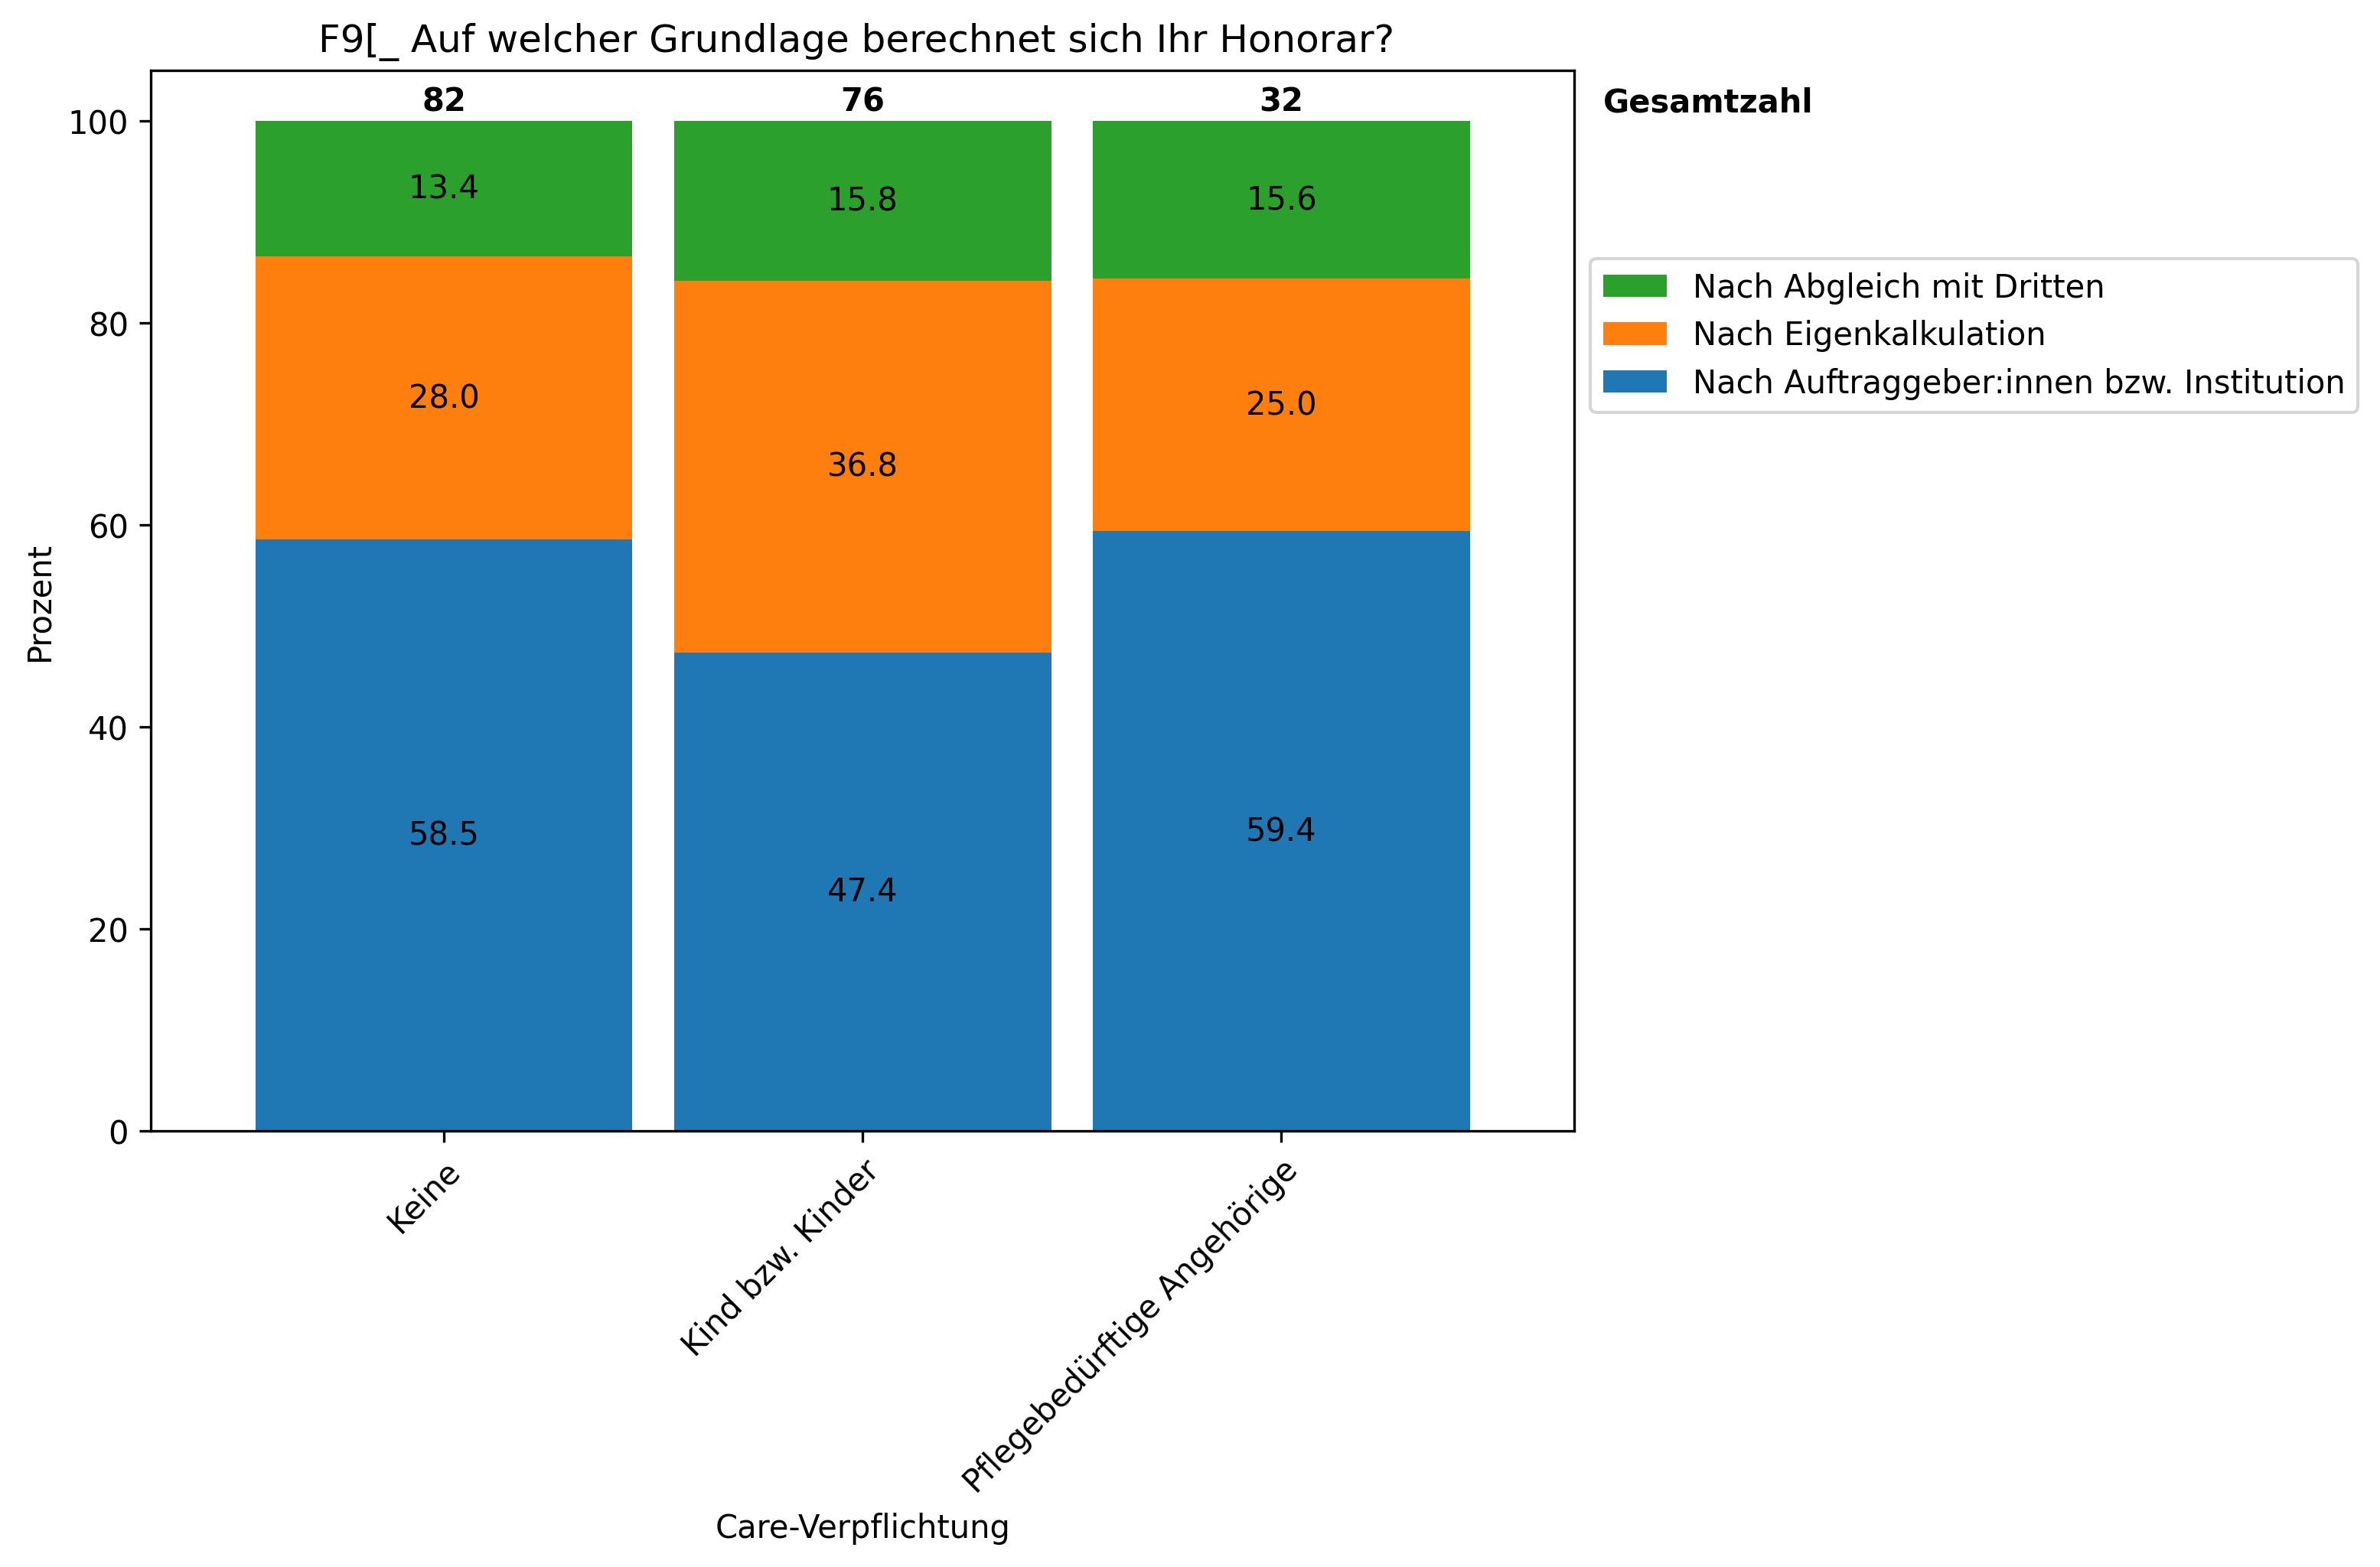 F9[_ Auf welcher Grundlage berechnet sich Ihr Honorar?
82
76
32
Gesamtzahl
100
80
60
40
20
0
Prozent
13.4
15.8
15.6
28.0
36.8
25.0
58.5
47.4
59.4
Nach Abgleich mit Dritten
Nach Eigenkalkulation
Nach Auftraggeber:innen bzw. Institution
Keine
Kind bzw. Kinder
Pflegebedürftige Angehörige
Care-Verpflichtung